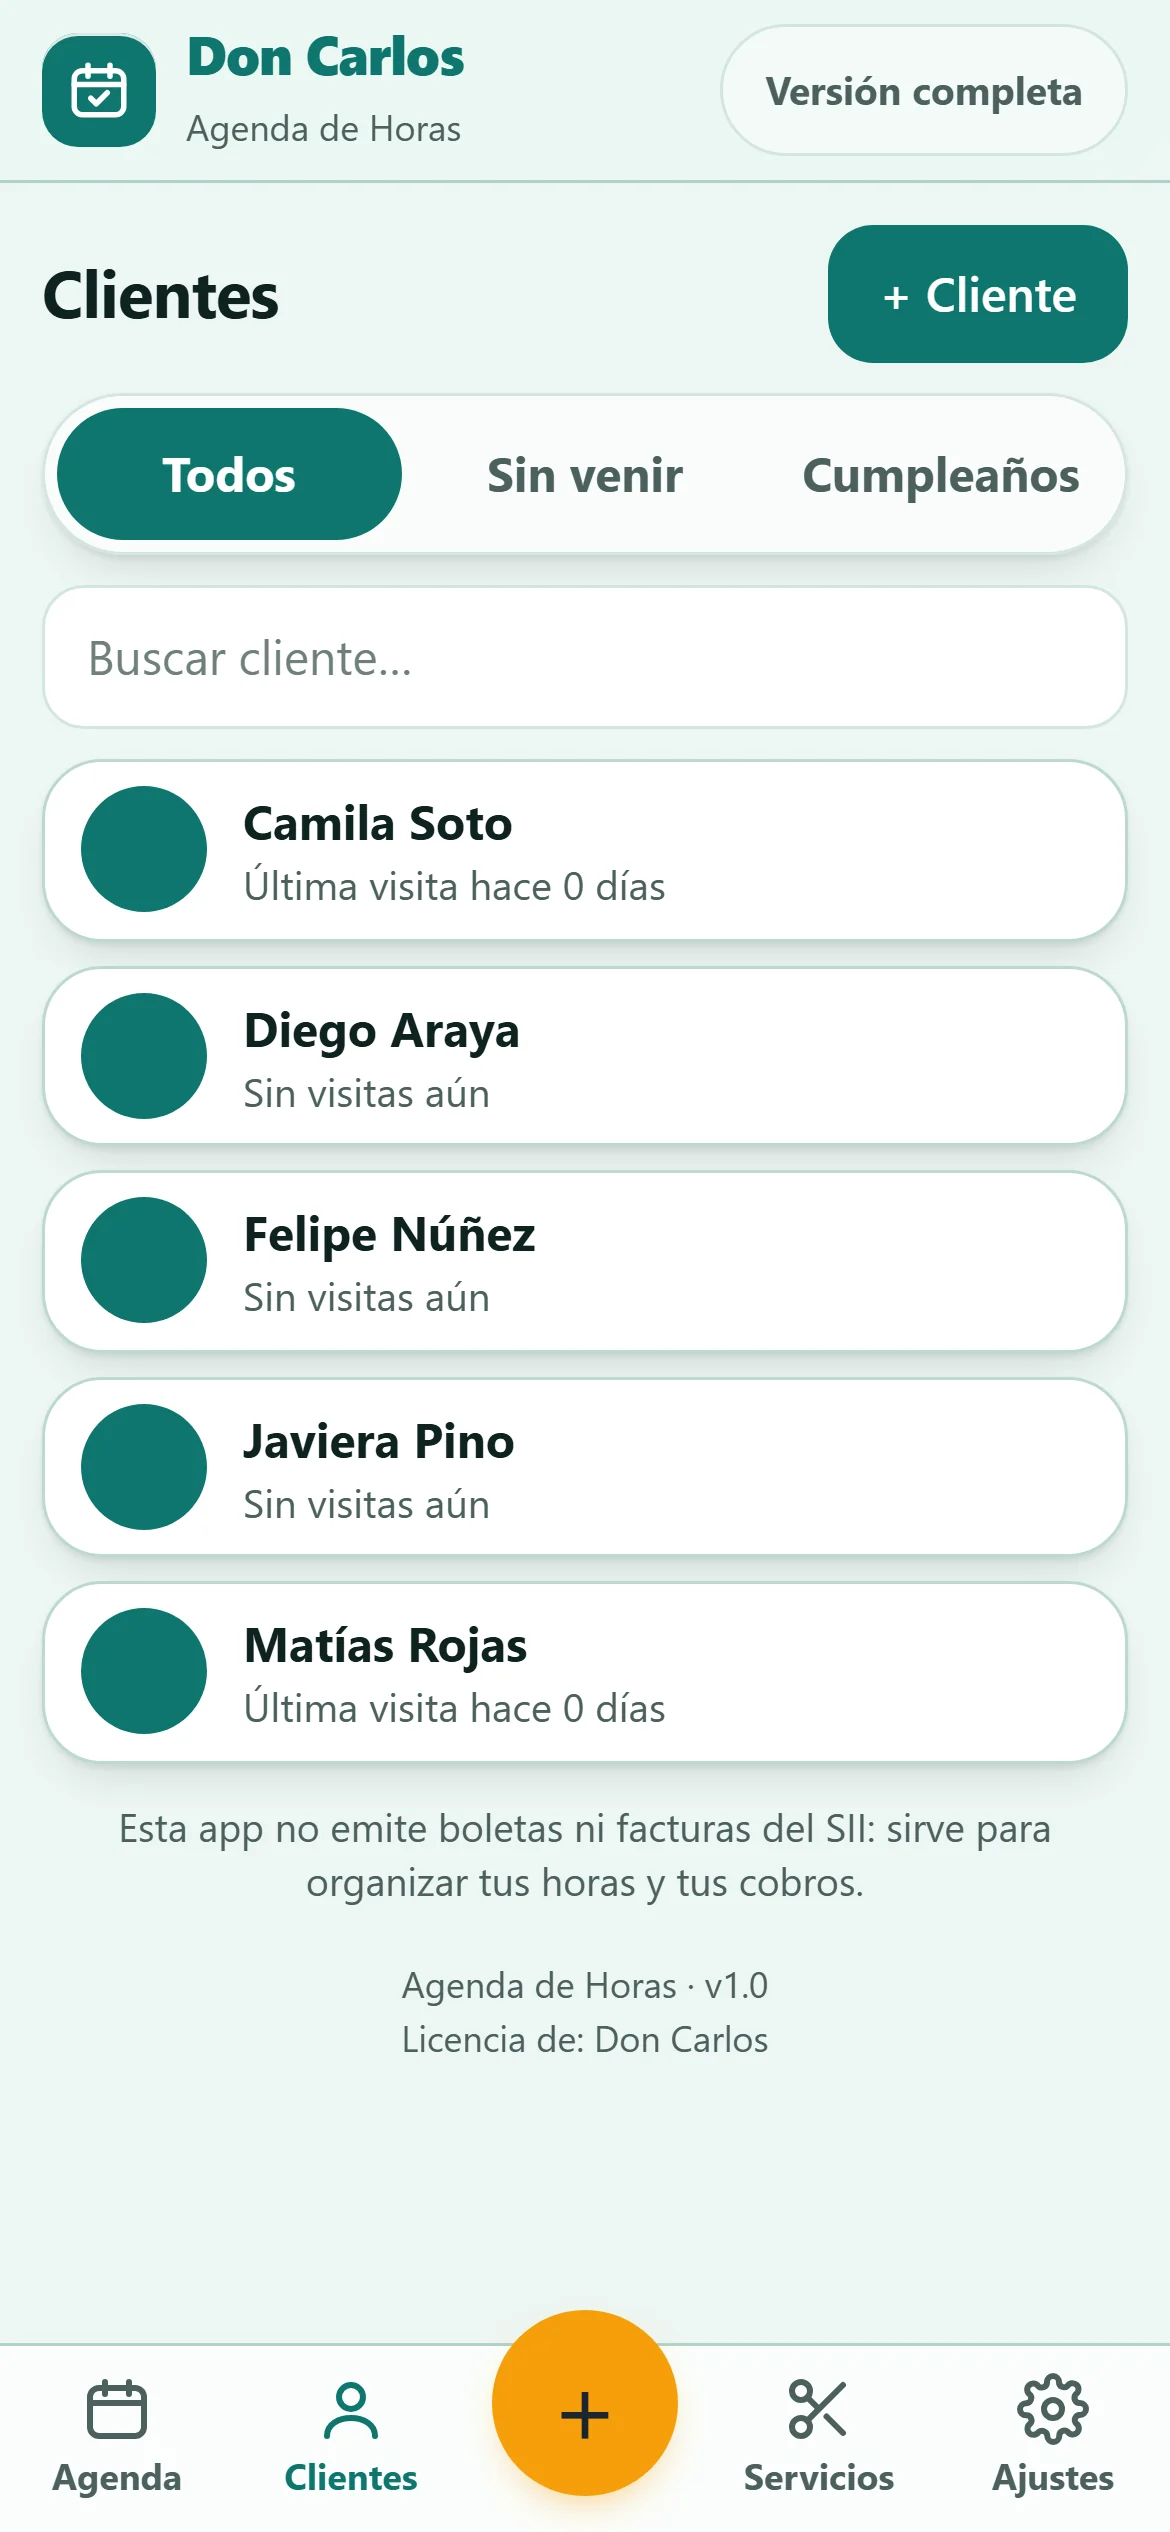 Don Carlos
Agenda de Horas
Versión completa
Clientes
+ Cliente
Todos
Sin venir
Cumpleaños
Buscar cliente...
Camila Soto
Última visita hace 0 días
Diego Araya
Sin visitas aún
Felipe Núñez
Sin visitas aún
Javiera Pino
Sin visitas aún
Matías Rojas
Última visita hace 0 días
Esta app no emite boletas ni facturas del SII: sirve para
organizar tus horas y tus cobros.
Agenda de Horas · v1.0
Licencia de: Don Carlos
+
Agenda
Clientes
Servicios
Ajustes